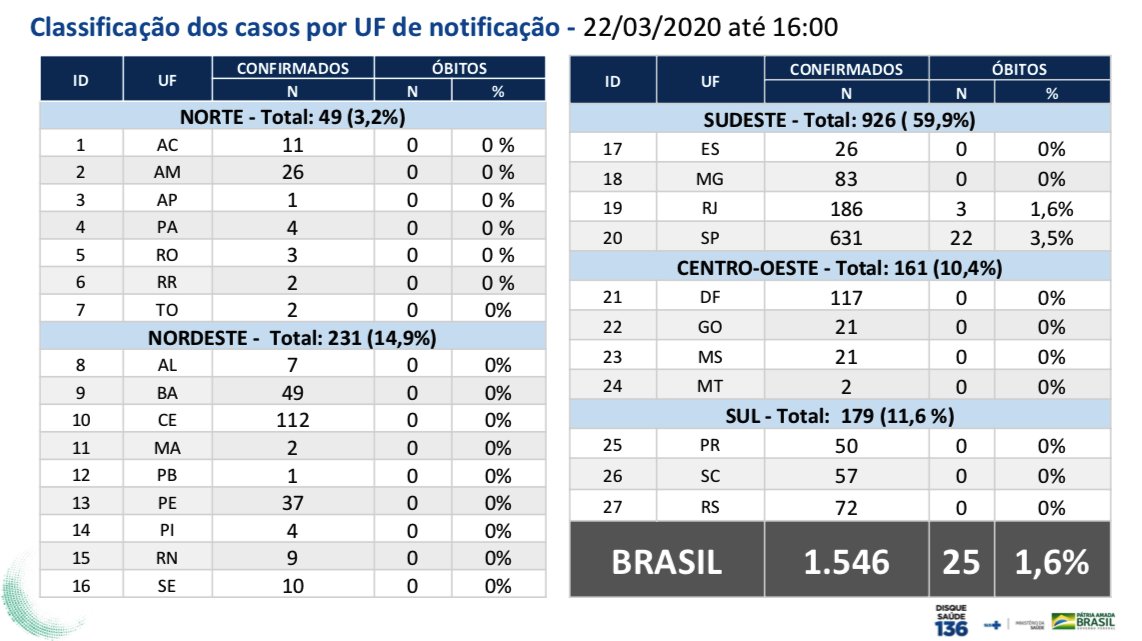 Classificação dos casos por UF de notificação - 22/03/2020 até 16:00
ID UF CONFIRMADOS ÓBITOS
N N %
NORTE - Total: 49 (3,2%)
1 AC 11 0 0 %
2 AM 26 0 0 %
3 AP 1 0 0 %
4 PA 4 0 0 %
5 RO 3 0 0 %
6 RR 2 0 0 %
7 TO 2 0 0%
NORDESTE - Total: 231 (14,9%)
8 AL 7 0 0%
9 BA 49 0 0%
10 CE 112 0 0%
11 MA 2 0 0%
12 PB 1 0 0%
13 PE 37 0 0%
14 PI 4 0 0%
15 RN 9 0 0%
16 SE 10 0 0%
ID UF CONFIRMADOS ÓBITOS
N N %
SUDESTE - Total: 926 ( 59,9%)
17 ES 26 0 0%
18 MG 83 0 0%
19 RJ 186 3 1,6%
20 SP 631 22 3,5%
CENTRO-OESTE - Total: 161 (10,4%)
21 DF 117 0 0%
22 GO 21 0 0%
23 MS 21 0 0%
24 MT 2 0 0%
SUL - Total: 179 (11,6 %)
25 PR 50 0 0%
26 SC 57 0 0%
27 RS 72 0 0%
BRASIL 1.546 25 1,6%
DISQUE
SAÚDE
136
SUS
MINISTÉRIO DA
SAÚDE
PÁTRIA AMADA
BRASIL
GOVERNO FEDERAL